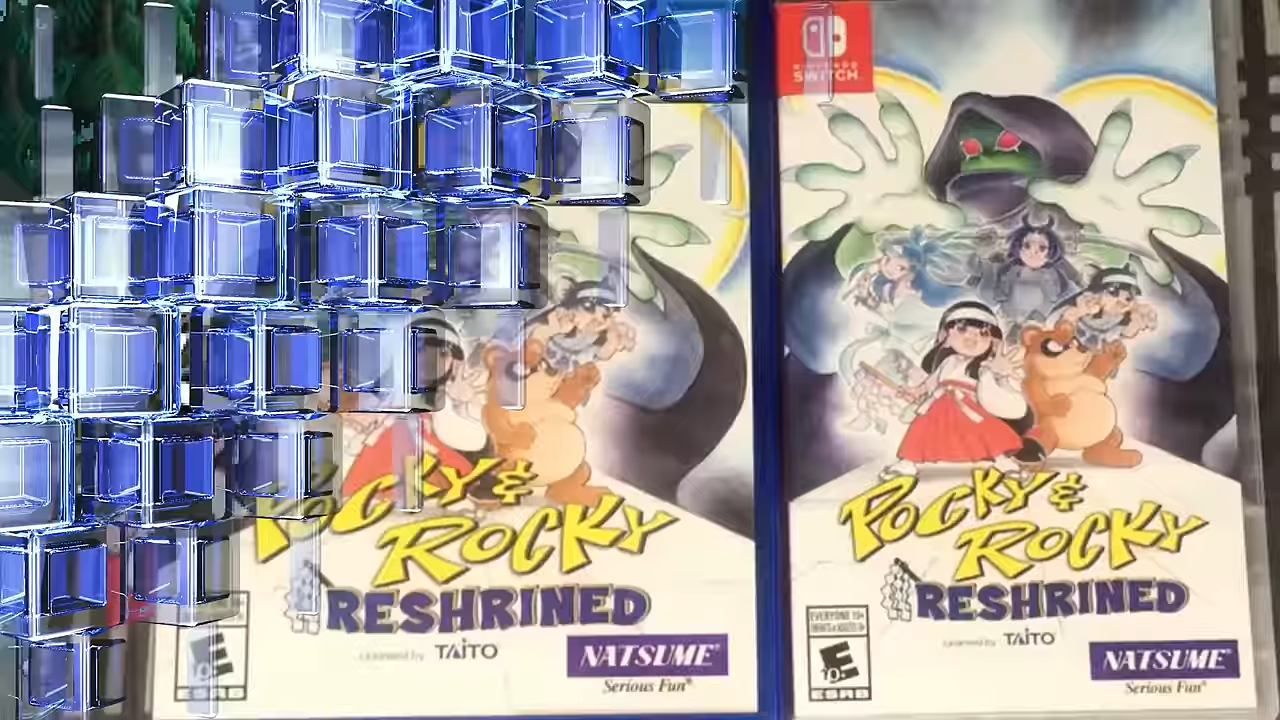 POCKY &
ROCKY
RESHRINED
Licensed by TAITO
NATSUME®
Serious Fun®
E
ESRB
NINTENDO
SWITCH
POCKY &
ROCKY
RESHRINED
Licensed by TAITO
EVERYONE 10+
E
10+
ESRB
NATSUME®
Serious Fun®